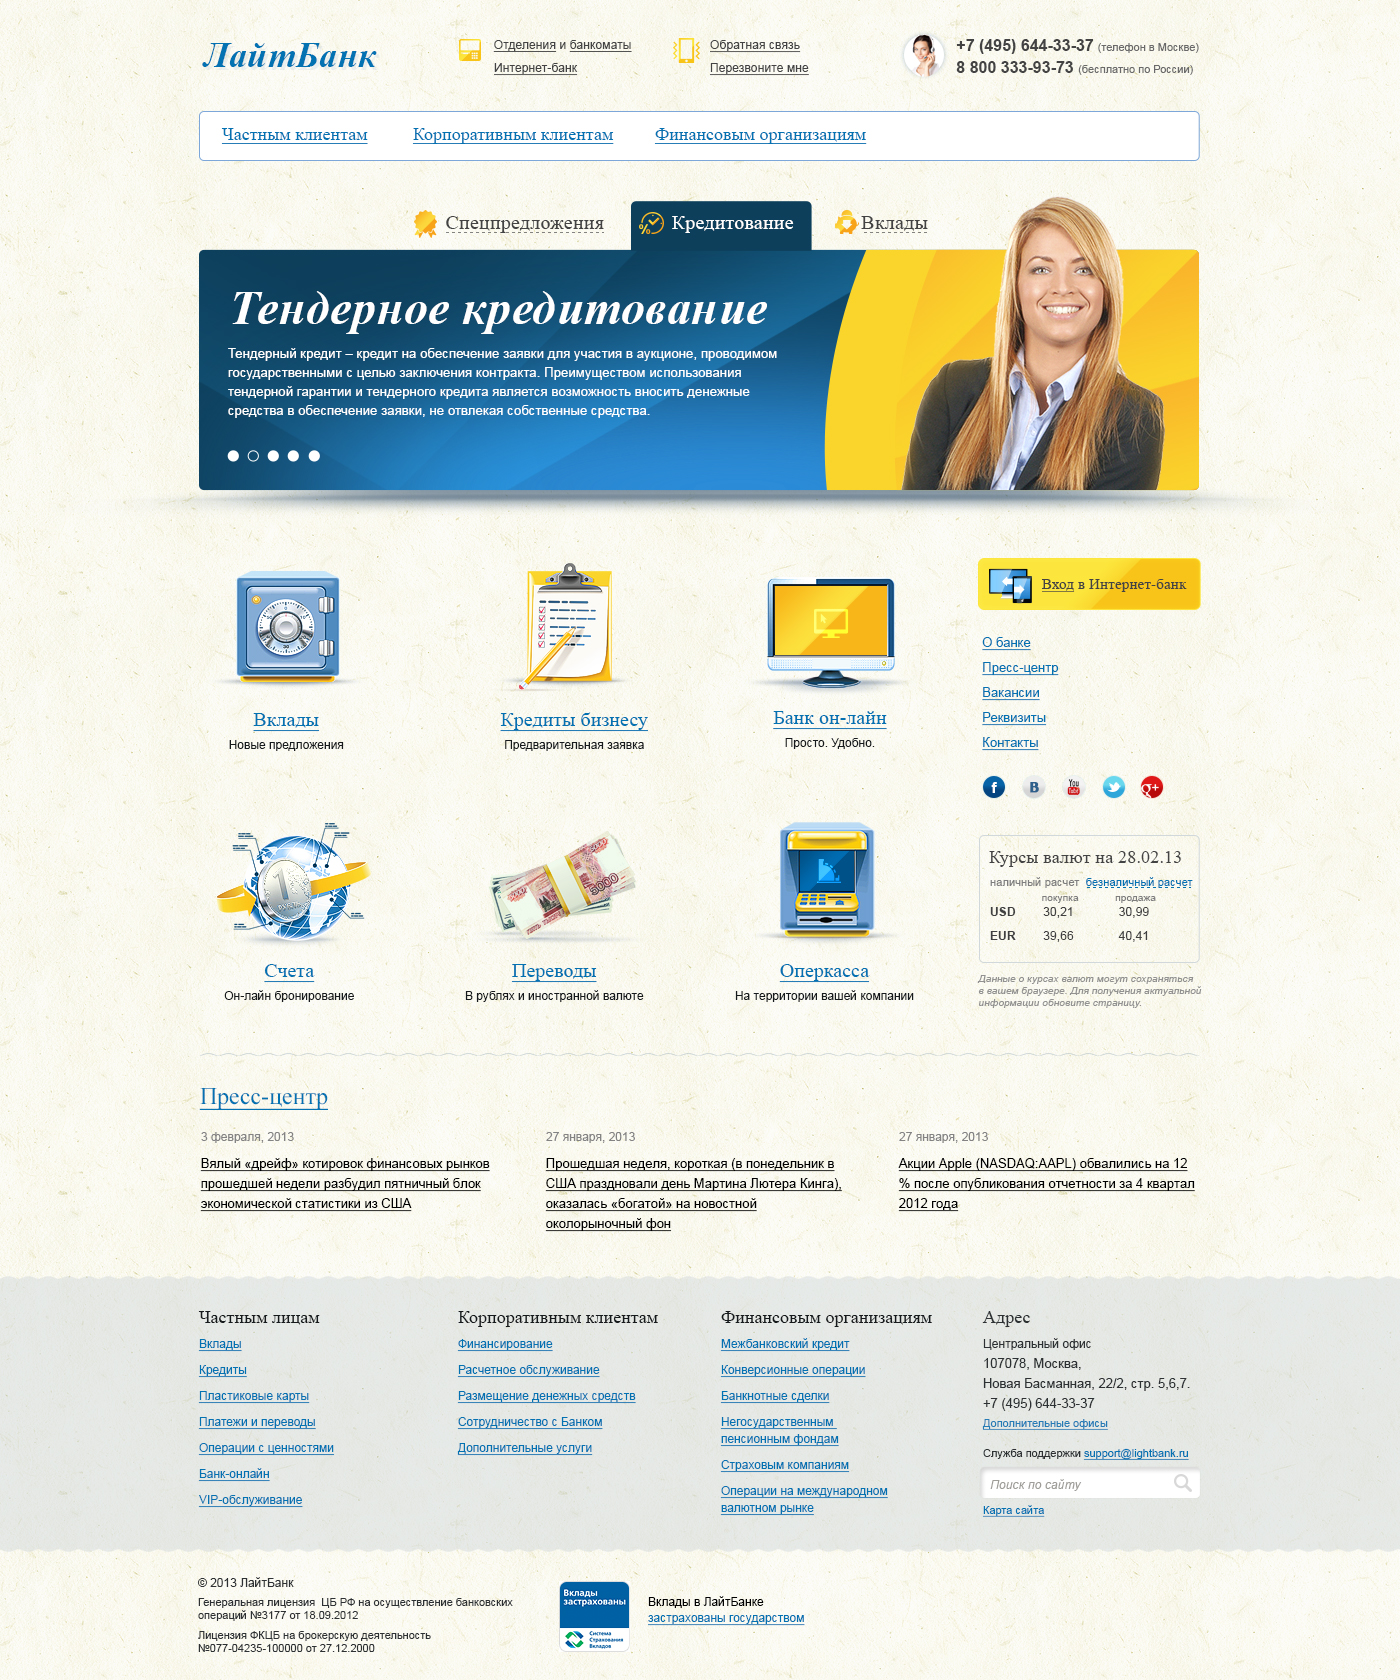 ЛайтБанк
Отделения и банкоматы
Интернет-банк
Обратная связь
Перезвоните мне
+7 (495) 644-33-37 (телефон в Москве)
8 800 333-93-73 (бесплатно по России)
Частным клиентам
Корпоративным клиентам
Финансовым организациям
Спецпредложения
Кредитование
Вклады
Тендерное кредитование
Тендерный кредит – кредит на обеспечение заявки для участия в аукционе, проводимом
государственными с целью заключения контракта. Преимуществом использования
тендерной гарантии и тендерного кредита является возможность вносить денежные
средства в обеспечение заявки, не отвлекая собственные средства.
Вклады
Новые предложения
Кредиты бизнесу
Предварительная заявка
Банк он-лайн
Просто. Удобно.
Вход в Интернет-банк
О банке
Пресс-центр
Вакансии
Реквизиты
Контакты
f
B
You
Tube
g+
Счета
Он-лайн бронирование
Переводы
В рублях и иностранной валюте
Оперкасса
На территории вашей компании
Курсы валют на 28.02.13
наличный расчет безналичный расчет
покупка продажа
USD 30,21 30,99
EUR 39,66 40,41
Данные о курсах валют могут сохраняться
в вашем браузере. Для получения актуальной
информации обновите страницу.
Пресс-центр
3 февраля, 2013
Вялый «дрейф» котировок финансовых рынков
прошедшей недели разбудил пятничный блок
экономической статистики из США
27 января, 2013
Прошедшая неделя, короткая (в понедельник в
США праздновали день Мартина Лютера Кинга),
оказалась «богатой» на новостной
околорыночный фон
27 января, 2013
Акции Apple (NASDAQ:AAPL) обвалились на 12
% после опубликования отчетности за 4 квартал
2012 года
Частным лицам
Вклады
Кредиты
Пластиковые карты
Платежи и переводы
Операции с ценностями
Банк-онлайн
VIP-обслуживание
Корпоративным клиентам
Финансирование
Расчетное обслуживание
Размещение денежных средств
Сотрудничество с Банком
Дополнительные услуги
Финансовым организациям
Межбанковский кредит
Конверсионные операции
Банкнотные сделки
Негосударственным
пенсионным фондам
Страховым компаниям
Операции на международном
валютном рынке
Адрес
Центральный офис
107078, Москва,
Новая Басманная, 22/2, стр. 5,6,7.
+7 (495) 644-33-37
Дополнительные офисы
Служба поддержки support@lightbank.ru
Поиск по сайту
Карта сайта
© 2013 ЛайтБанк
Генеральная лицензия ЦБ РФ на осуществление банковских
операций №3177 от 18.09.2012
Лицензия ФКЦБ на брокерскую деятельность
№077-04235-100000 от 27.12.2000
Вклады
застрахованы
Система
Страхования
Вкладов
Вклады в ЛайтБанке
застрахованы государством